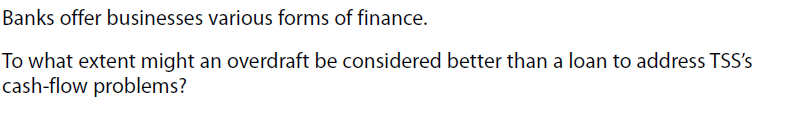 Banks offer businesses various forms of finance.
To what extent might an overdraft be considered better than a loan to address TSS’s
cash-flow problems?